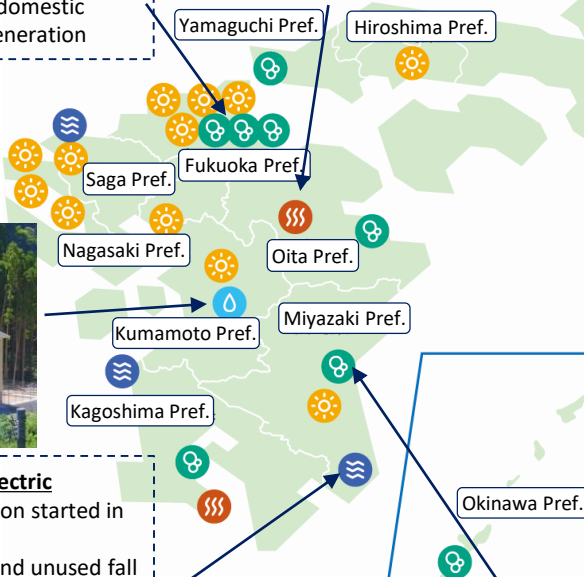 domestic
eneration
Yamaguchi Pref.
Hiroshima Pref.
Fukuoka Pref.
Saga Pref.
Nagasaki Pref.
Oita Pref.
Kumamoto Pref.
Miyazaki Pref.
Kagoshima Pref.
Okinawa Pref.
ectric
on started in
nd unused fall